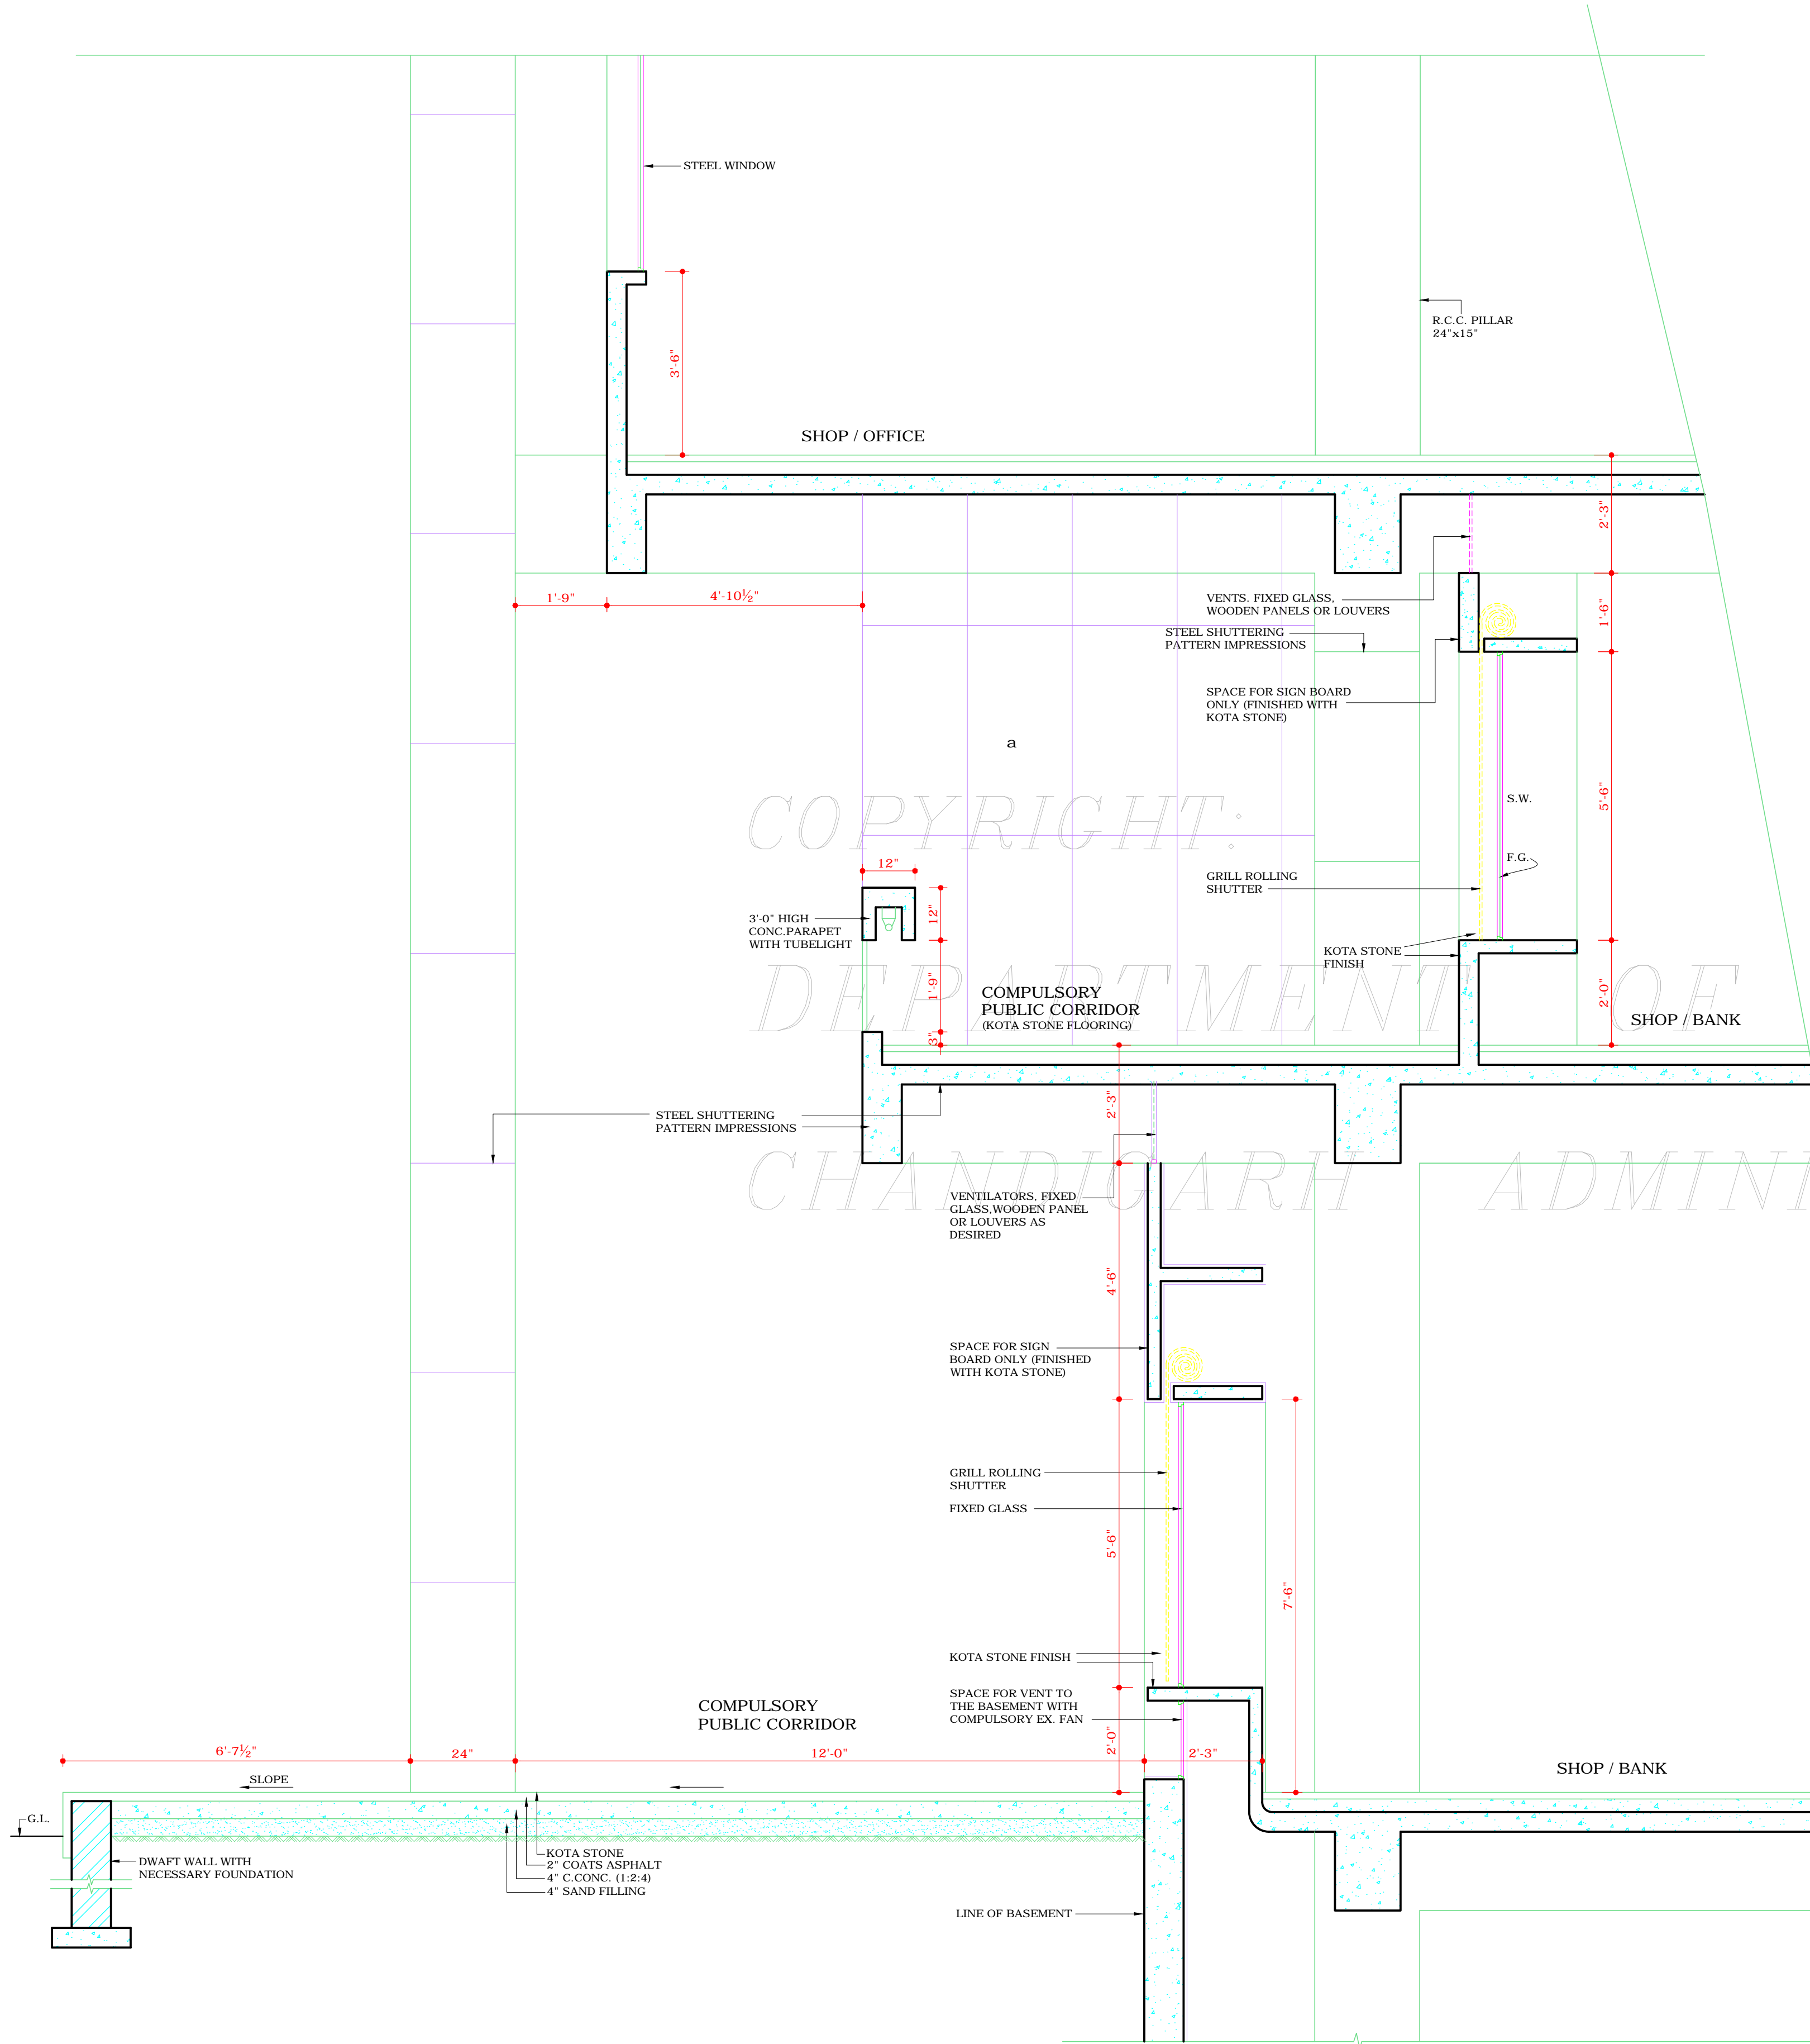 STEEL WINDOW
R.C.C. PILLAR
24"x15"
3'-6"
SHOP / OFFICE
2'-3"
1'-9"
4'-10½"
VENTS. FIXED GLASS,
WOODEN PANELS OR LOUVERS
STEEL SHUTTERING
PATTERN IMPRESSIONS
1'-6"
SPACE FOR SIGN BOARD
ONLY (FINISHED WITH
KOTA STONE)
a
5'-6"
S.W.
COPYRIGHT:
F.G.
12"
GRILL ROLLING
SHUTTER
3'-0" HIGH
CONC.PARAPET
WITH TUBELIGHT
12"
KOTA STONE
FINISH
1'-9"
DEPARTMENT OF
COMPULSORY
PUBLIC CORRIDOR
(KOTA STONE FLOORING)
2'-0"
SHOP / BANK
3"
2'-3"
STEEL SHUTTERING
PATTERN IMPRESSIONS
CHANDIGARH ADMINI
VENTILATORS, FIXED
GLASS,WOODEN PANEL
OR LOUVERS AS
DESIRED
4'-6"
SPACE FOR SIGN
BOARD ONLY (FINISHED
WITH KOTA STONE)
GRILL ROLLING
SHUTTER
FIXED GLASS
5'-6"
7'-6"
KOTA STONE FINISH
SPACE FOR VENT TO
THE BASEMENT WITH
COMPULSORY EX. FAN
COMPULSORY
PUBLIC CORRIDOR
2'-0"
6'-7½"
24"
12'-0"
2'-3"
SHOP / BANK
SLOPE
G.L.
DWAFT WALL WITH
NECESSARY FOUNDATION
KOTA STONE
2" COATS ASPHALT
4" C.CONC. (1:2:4)
4" SAND FILLING
LINE OF BASEMENT